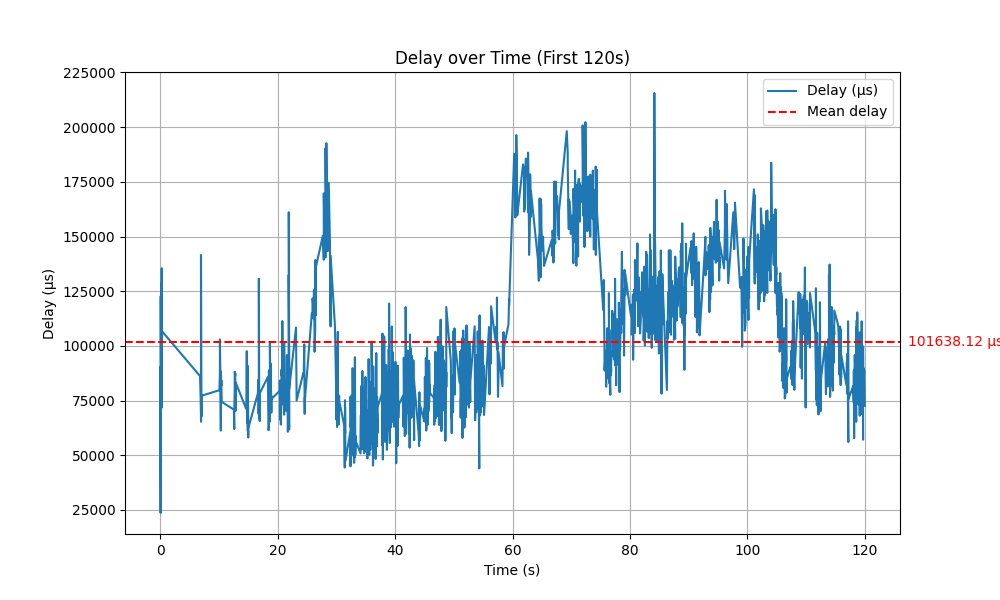 Delay over Time (First 120s)
225000
200000
175000
150000
125000
100000
75000
50000
25000
Delay (µs)
Delay (µs)
Mean delay
101638.12 µs
0 20 40 60 80 100 120
Time (s)